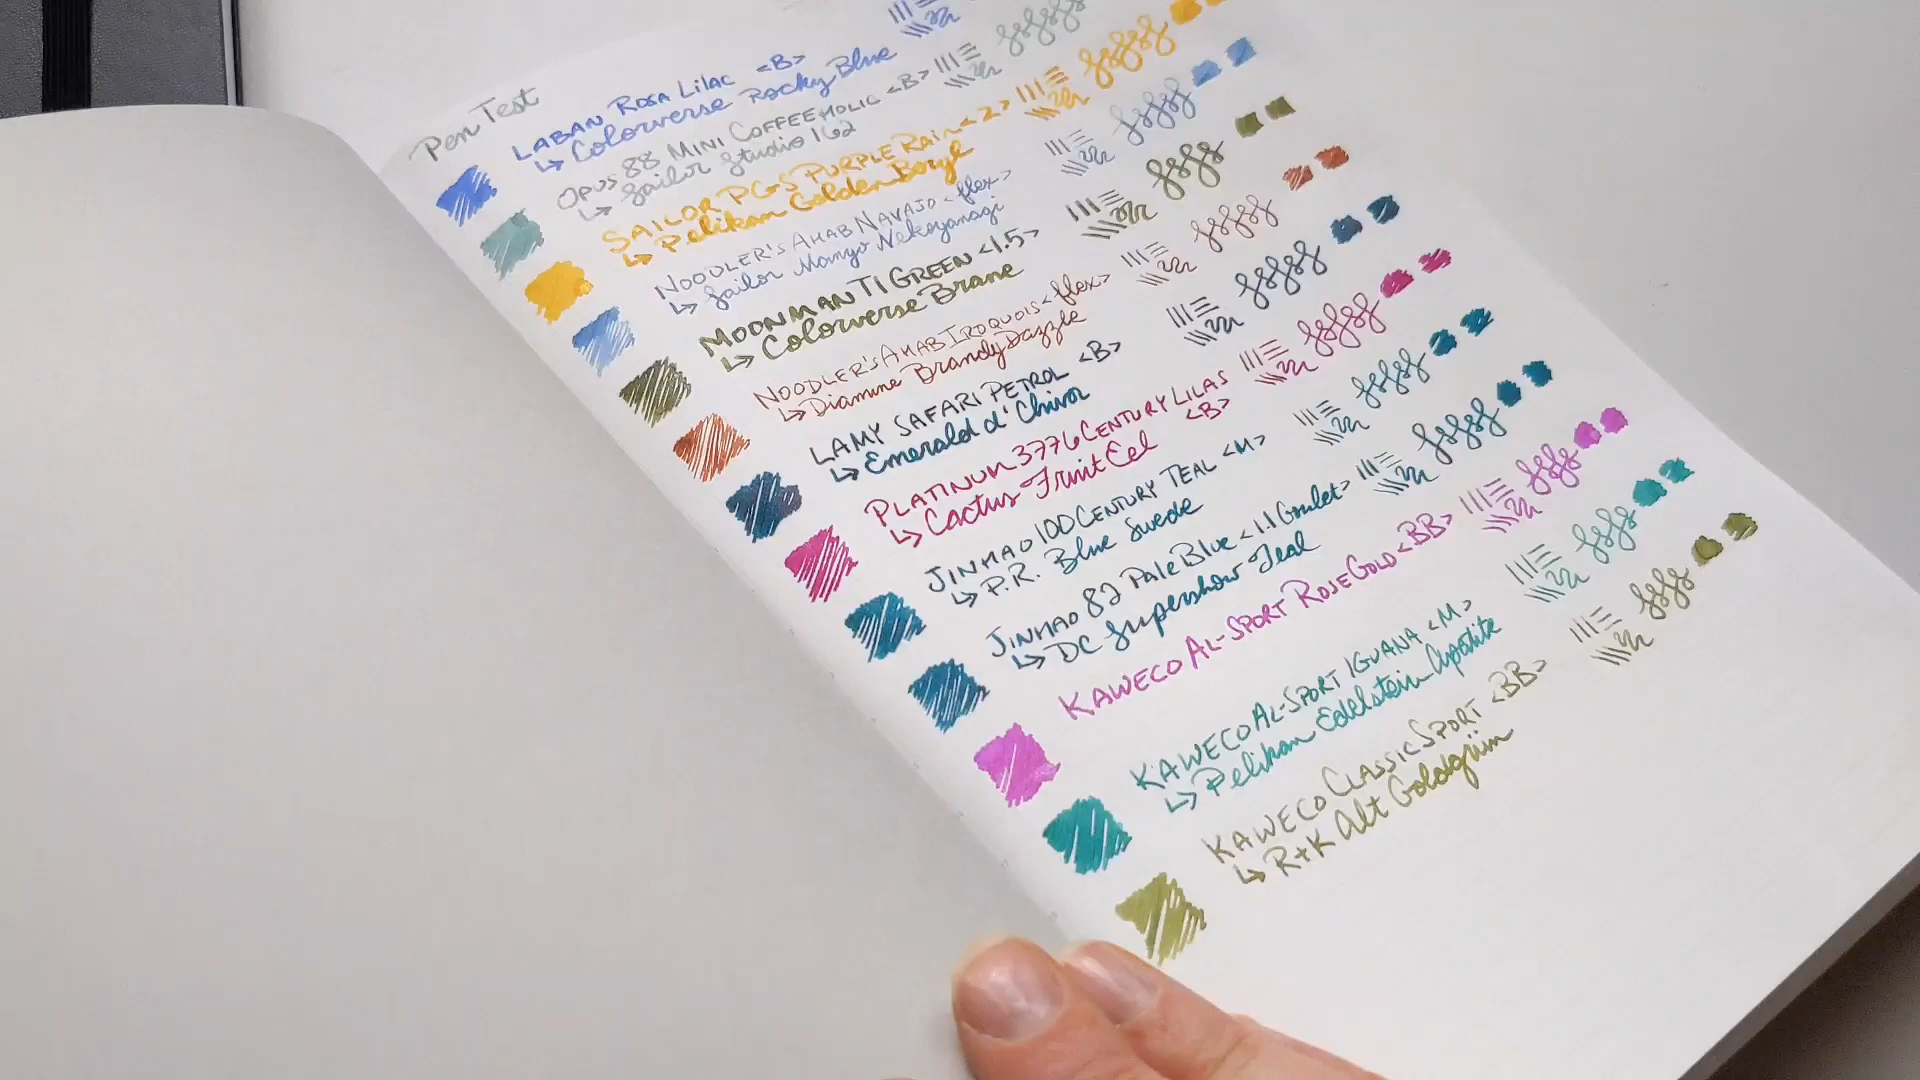 Pen Test
LABAN ROSA LILAC <B>
↳ Colorverse Rocky Blue
OPUS 88 MINI COFFEEHOLIC <B>
↳ Sailor Studio 162
SAILOR PGS PURPLE RAIN <Z>
↳ Pelikan Golden Beryl
NOODLER'S AHAB NAVAJO <flex>
↳ Sailor Manyo Nekoyanagi
MOONMAN T1 GREEN <1.5>
↳ Colorverse Brane
NOODLER'S AHAB IROQUOIS <flex>
↳ Diamine Brandy Dazzle
LAMY SAFARI PETROL <B>
↳ Emerald d'Chivor
PLATINUM 3776 CENTURY LILAS
<B>
↳ Cactus Fruit Eel
JINHAO 100 CENTURY TEAL <M>
↳ P.R. Blue Suede
JINHAO 82 Pale Blue <1.1 Goulet>
↳ DC Supershow Teal
KAWECO AL-SPORT ROSE GOLD <BB>
KAWECO AL-SPORT IGUANA <M>
↳ Pelikan Edelstein Apatite
KAWECO CLASSIC SPORT <BB>
↳ R+K Alt Goldgrün